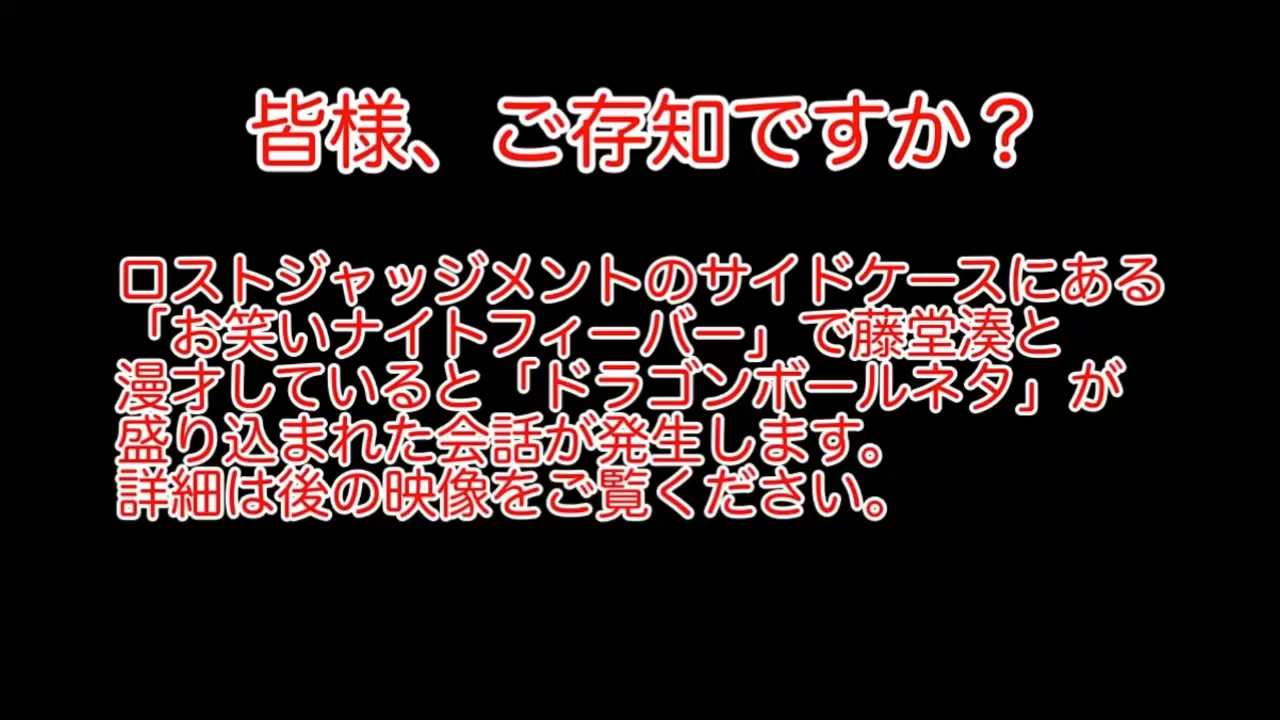 皆様、ご存知ですか？
ロストジャッジメントのサイドケースにある
「お笑いナイトフィーバー」で藤堂湊と
漫才していると「ドラゴンボールネタ」が
盛り込まれた会話が発生します。
詳細は後の映像をご覧ください。